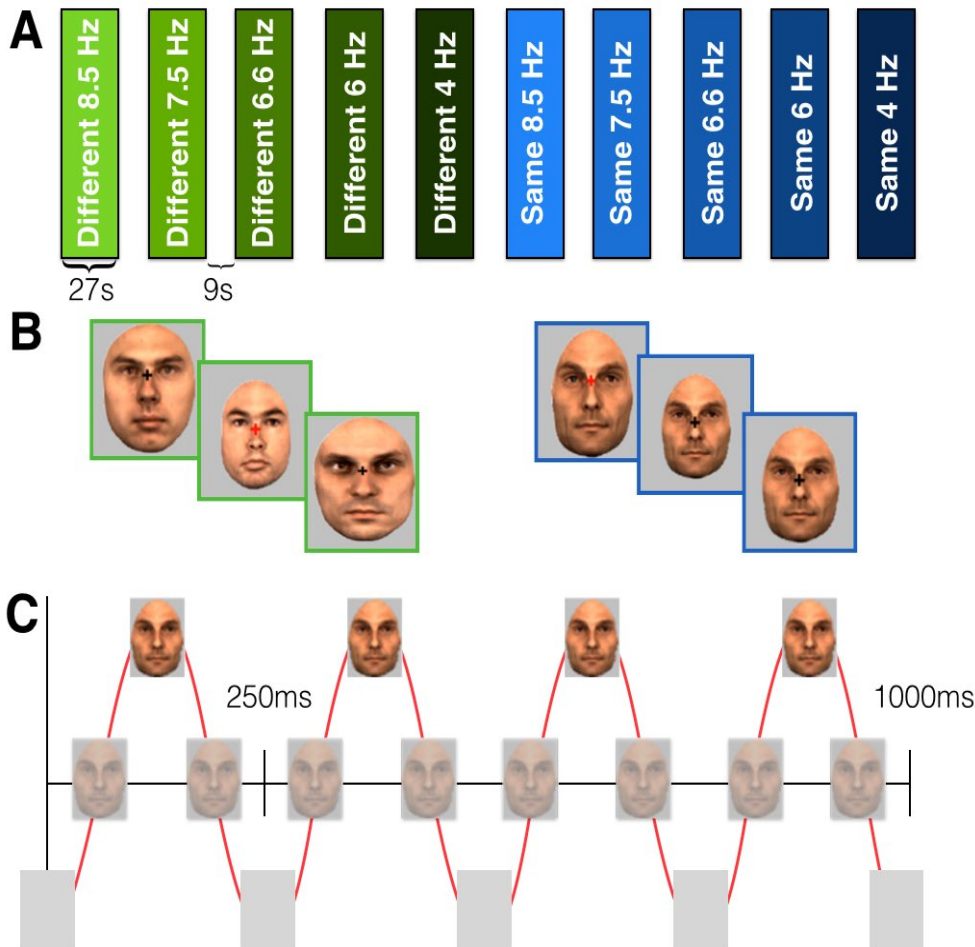 A
Different 8.5 Hz
Different 7.5 Hz
Different 6.6 Hz
Different 6 Hz
Different 4 Hz
Same 8.5 Hz
Same 7.5 Hz
Same 6.6 Hz
Same 6 Hz
Same 4 Hz
27s
9s
B
C
250ms
1000ms